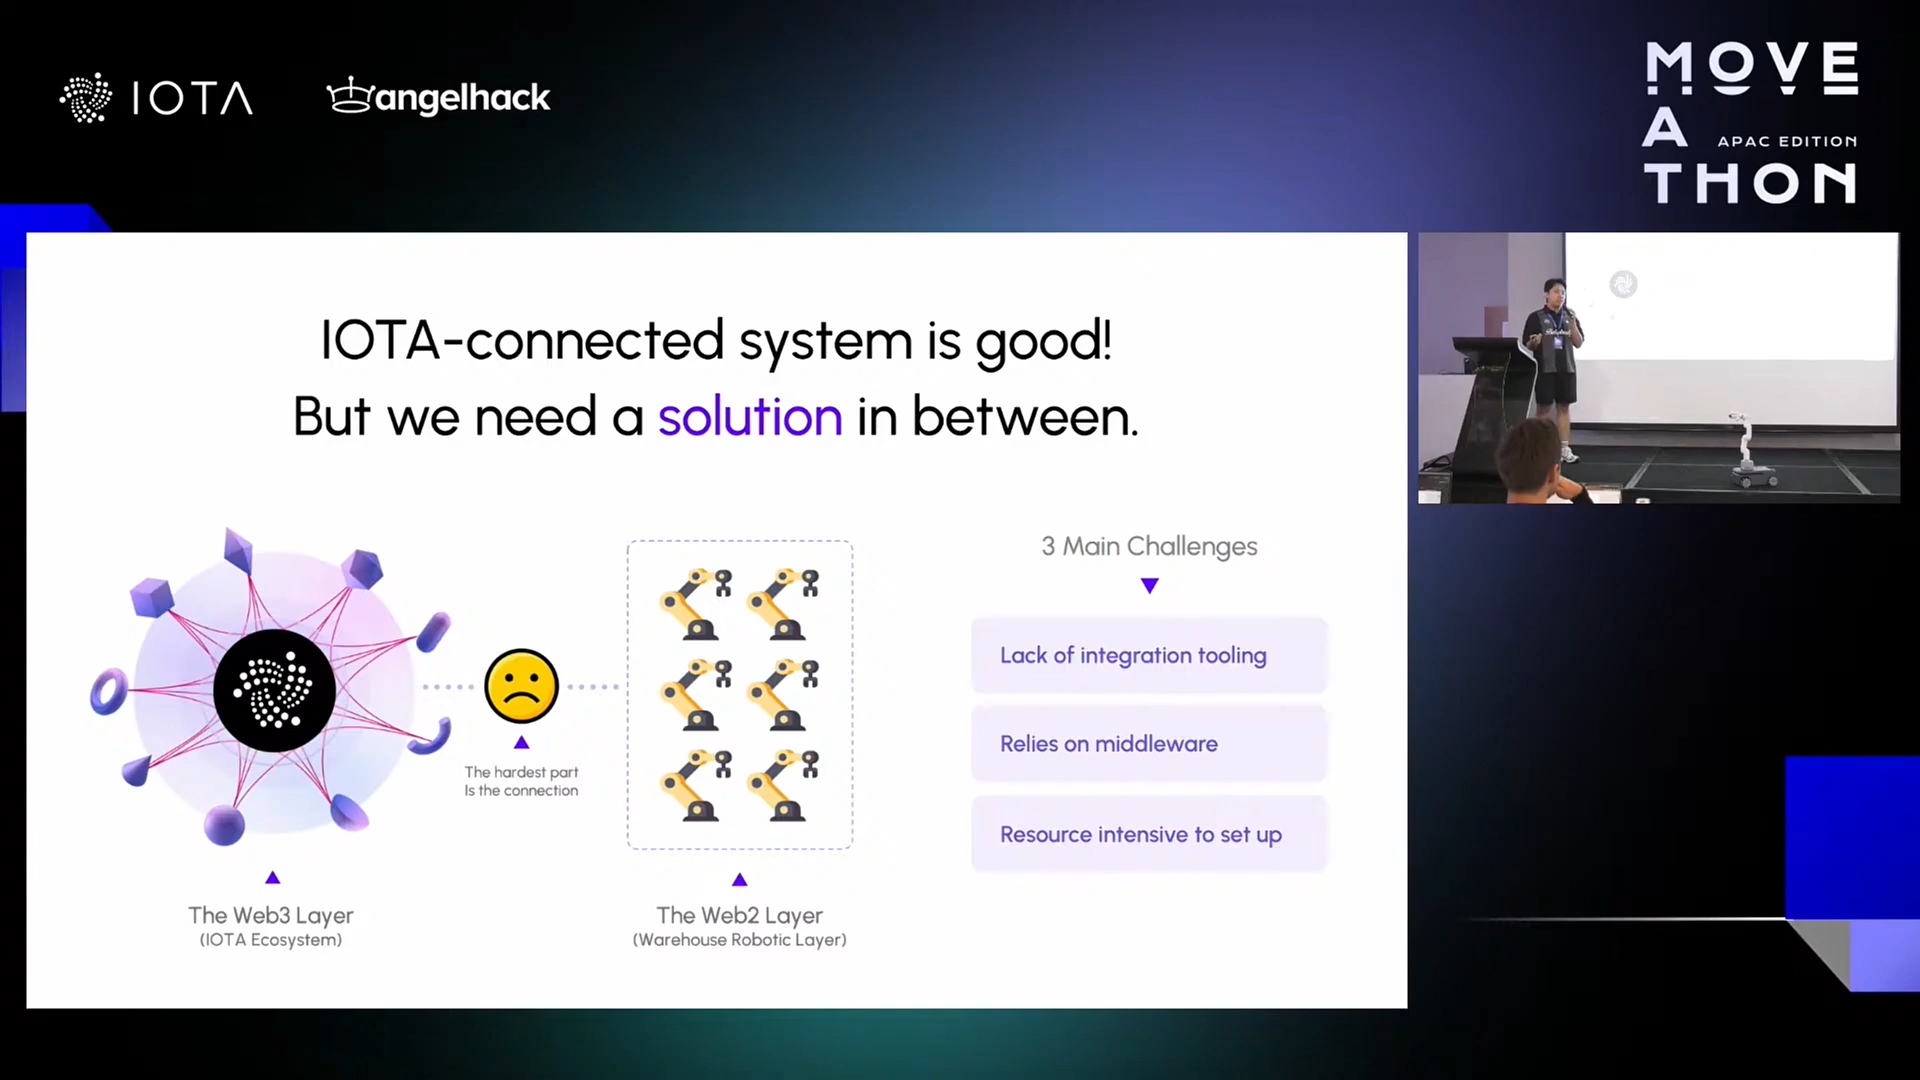 IOTA
angelhack
MOVE
A
APAC EDITION
THON
IOTA-connected system is good!
But we need a solution in between.
The hardest part
Is the connection
The Web3 Layer
(IOTA Ecosystem)
The Web2 Layer
(Warehouse Robotic Layer)
3 Main Challenges
Lack of integration tooling
Relies on middleware
Resource intensive to set up